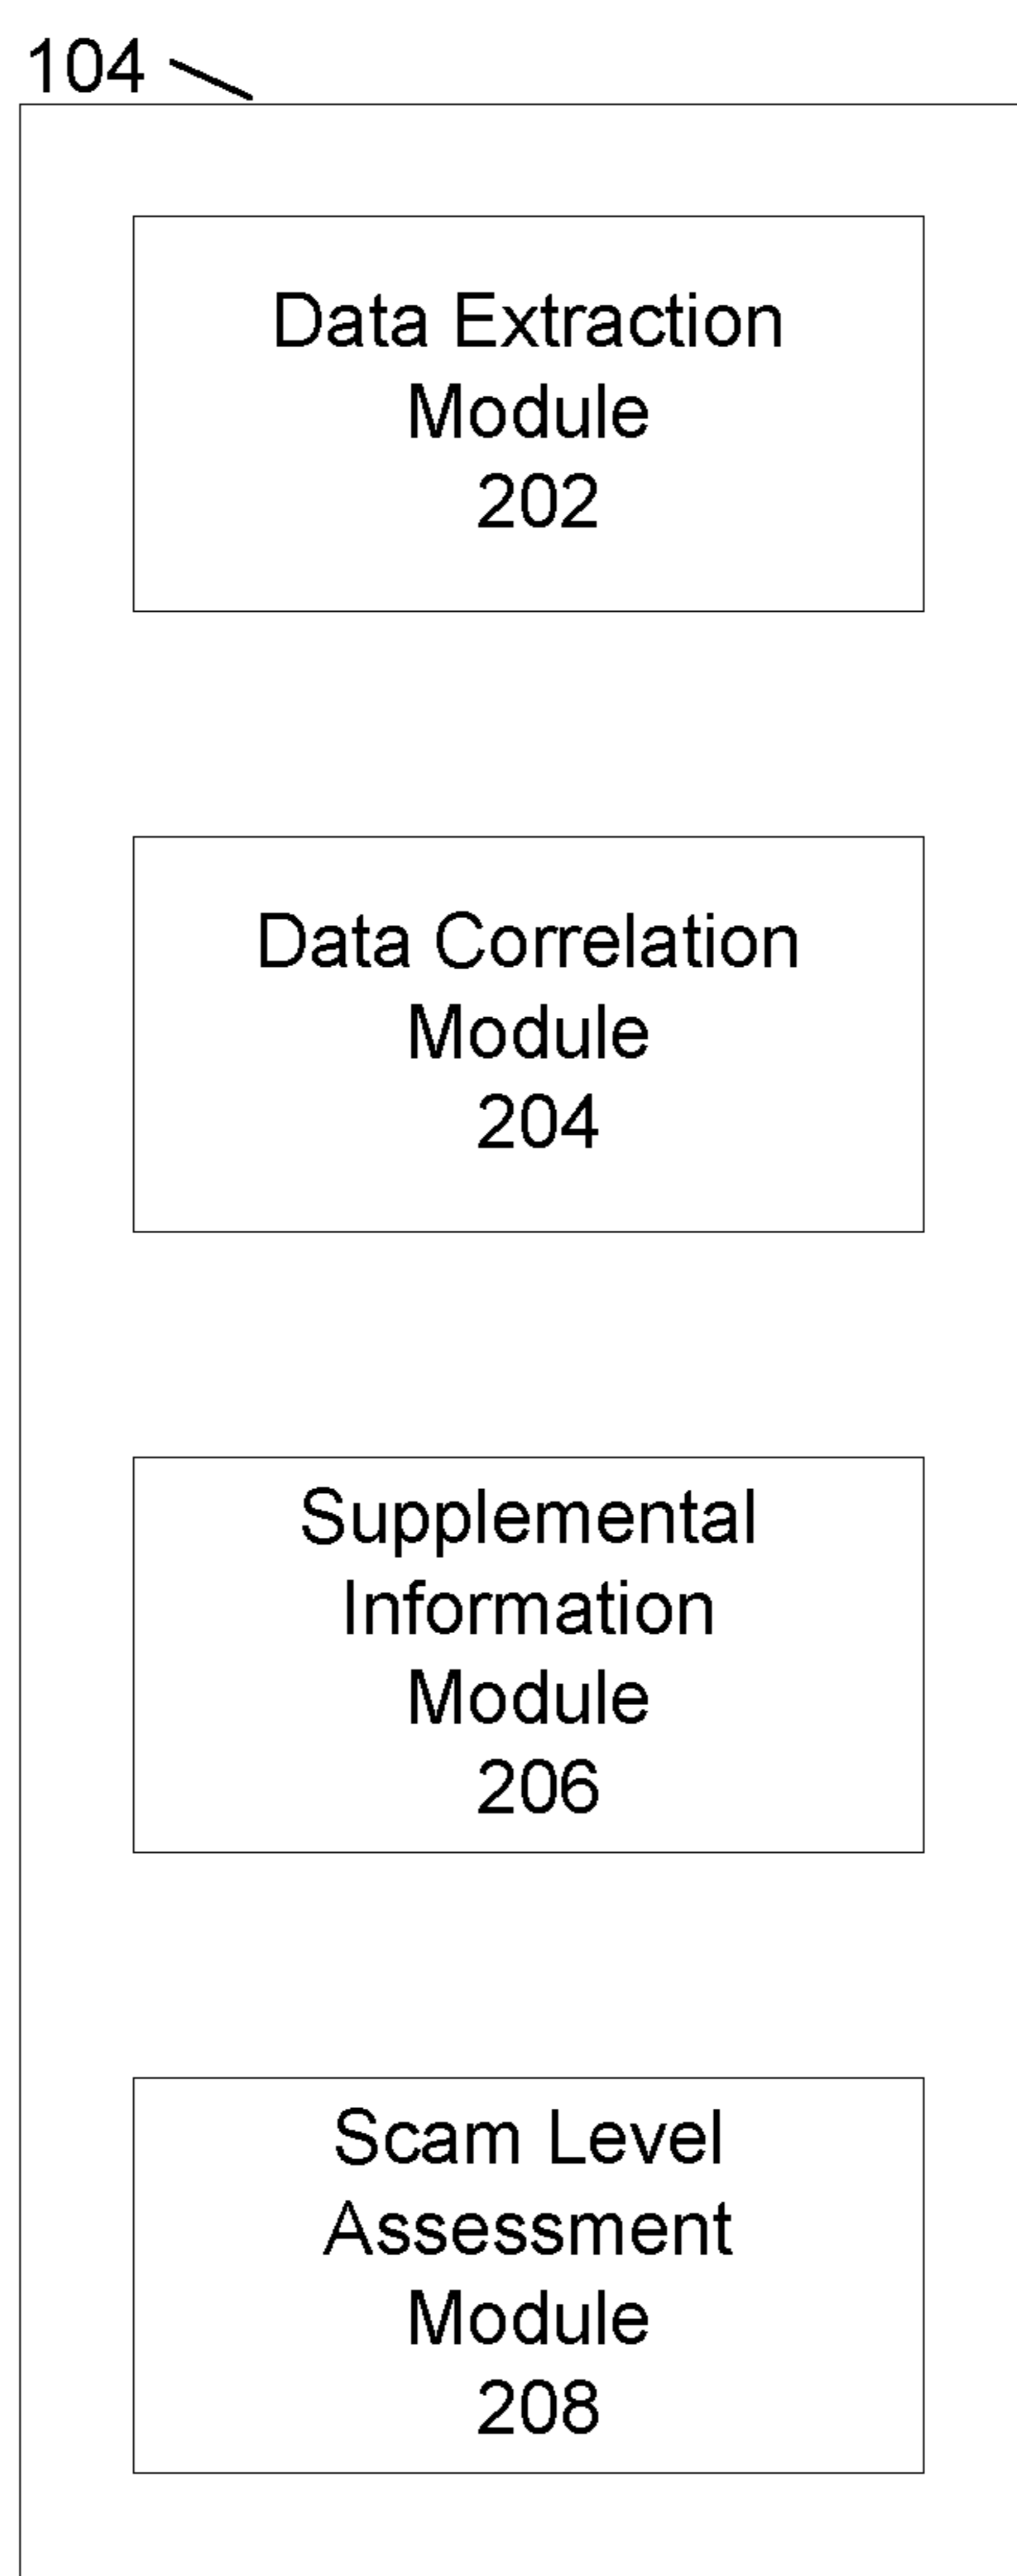 104
Data Extraction
Module
202
Data Correlation
Module
204
Supplemental
Information
Module
206
Scam Level
Assessment
Module
208